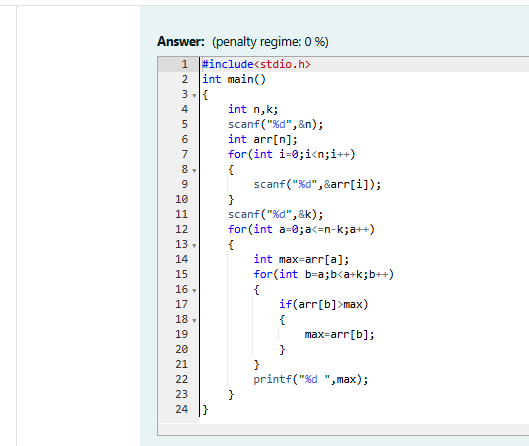 Answer: (penalty regime: 0 %)
1 #include<stdio.h>
2 int main()
3 {
4     int n,k;
5     scanf("%d",&n);
6     int arr[n];
7     for(int i=0;i<n;i++)
8     {
9         scanf("%d",&arr[i]);
10     }
11     scanf("%d",&k);
12     for(int a=0;a<=n-k;a++)
13     {
14         int max=arr[a];
15         for(int b=a;b<a+k;b++)
16         {
17             if(arr[b]>max)
18             {
19                 max=arr[b];
20             }
21         }
22         printf("%d ",max);
23     }
24 }